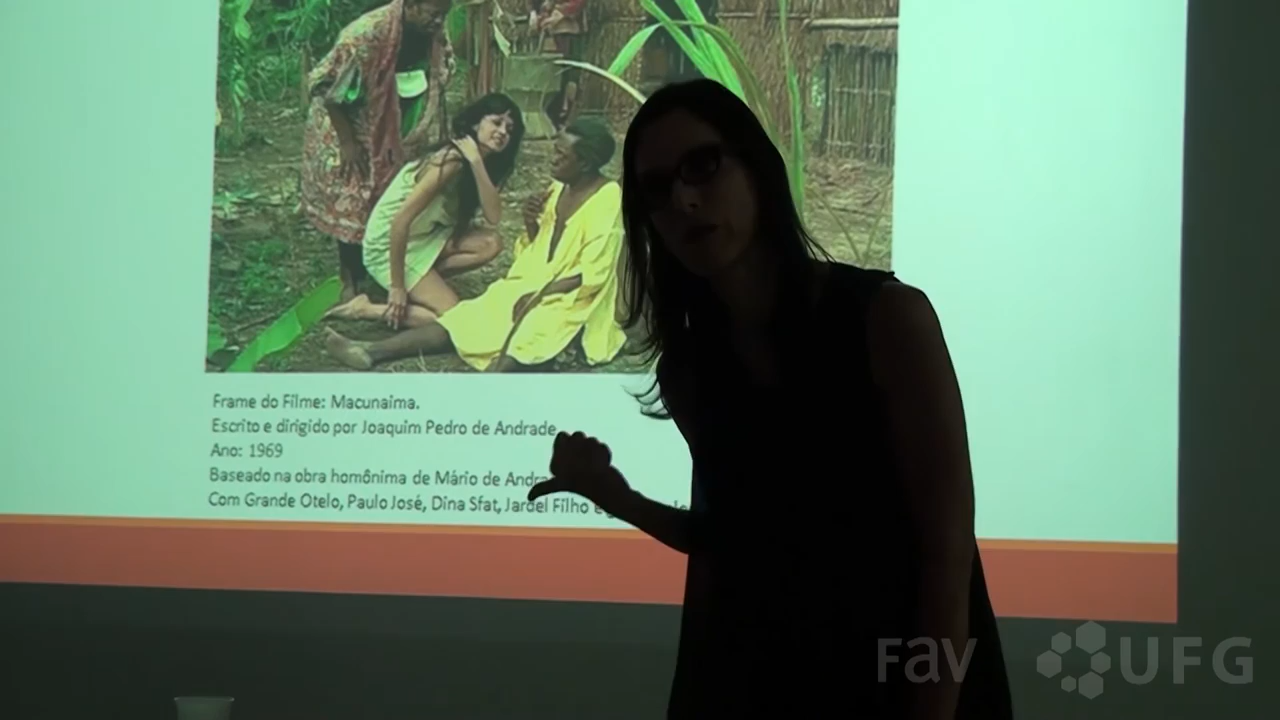 Frame do Filme: Macunaima.
Escrito e dirigido por Joaquim Pedro de Andrade
Ano: 1969
Baseado na obra homônima de Mário de
Com Grande Otelo, Paulo José, Dina Sfat, Jardel Filho e
FAV UFG